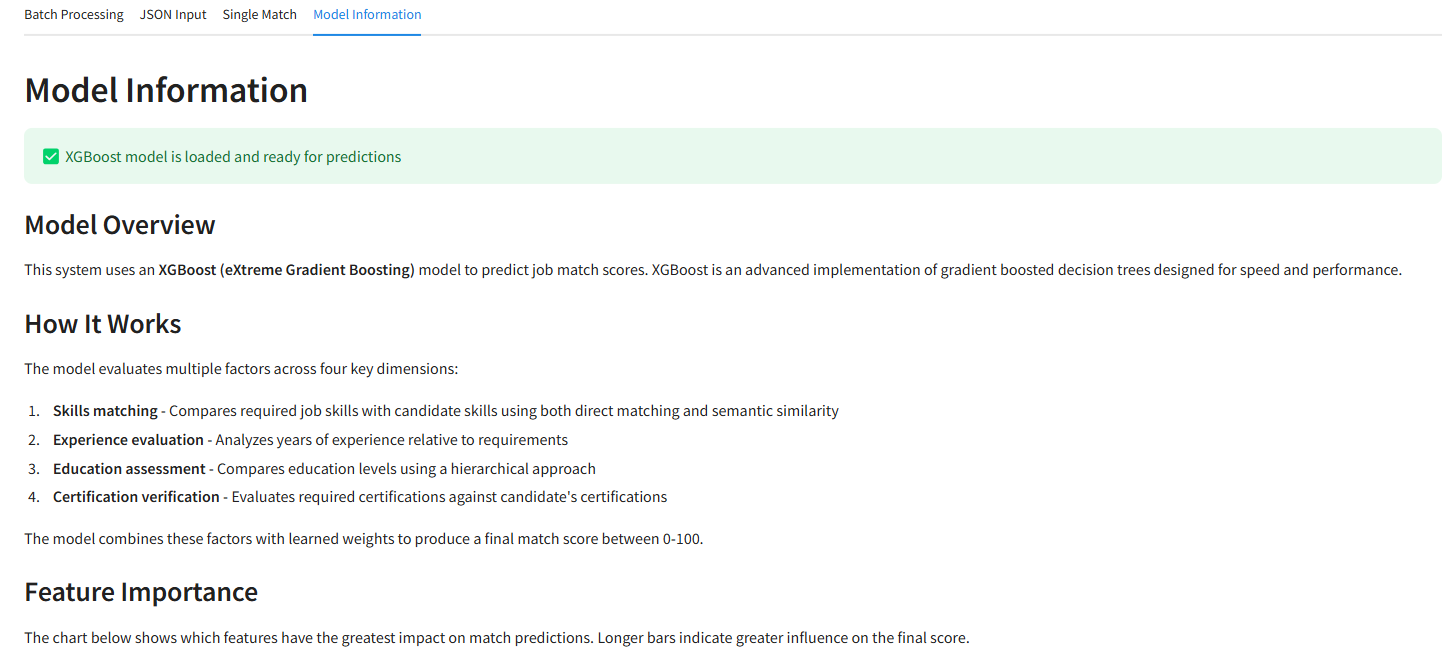 Batch Processing JSON Input Single Match Model Information
Model Information
✅ XGBoost model is loaded and ready for predictions
Model Overview
This system uses an XGBoost (eXtreme Gradient Boosting) model to predict job match scores. XGBoost is an advanced implementation of gradient boosted decision trees designed for speed and performance.
How It Works
The model evaluates multiple factors across four key dimensions:
1. Skills matching - Compares required job skills with candidate skills using both direct matching and semantic similarity
2. Experience evaluation - Analyzes years of experience relative to requirements
3. Education assessment - Compares education levels using a hierarchical approach
4. Certification verification - Evaluates required certifications against candidate's certifications
The model combines these factors with learned weights to produce a final match score between 0-100.
Feature Importance
The chart below shows which features have the greatest impact on match predictions. Longer bars indicate greater influence on the final score.